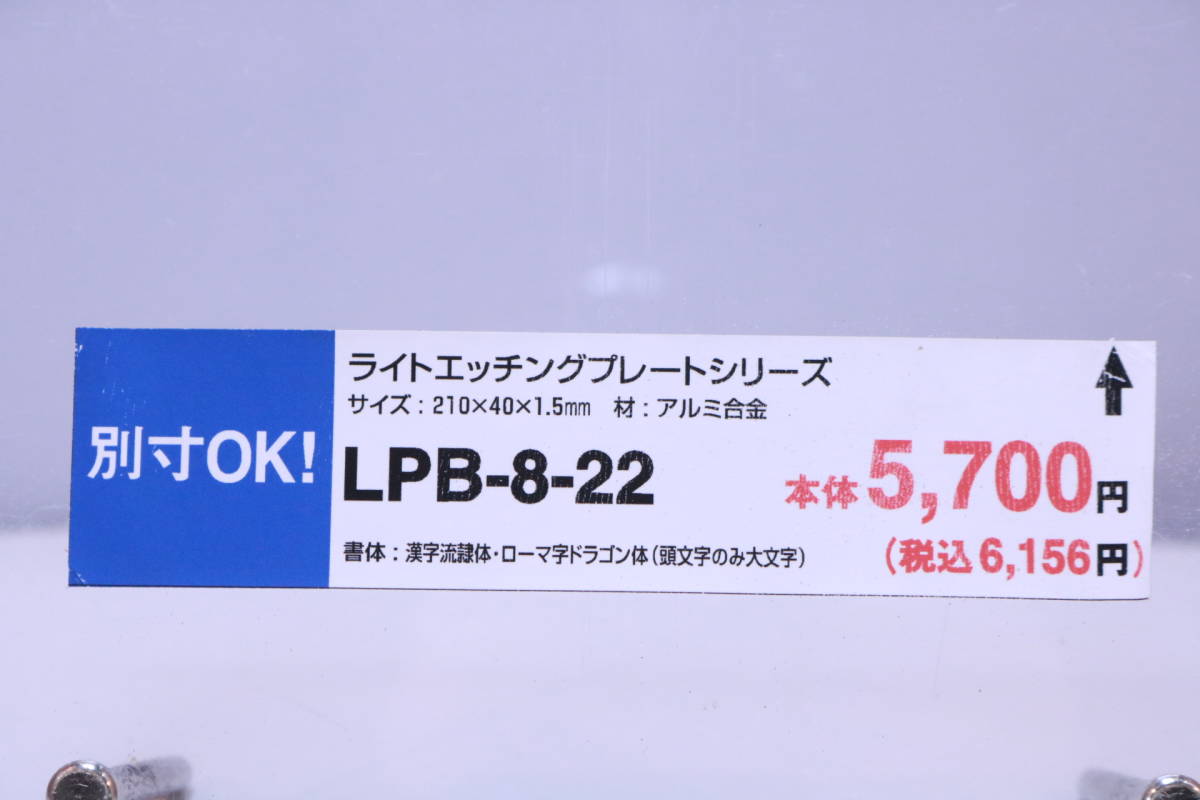 別寸OK!
ライトエッチングプレートシリーズ
サイズ：210×40×1.5mm 材：アルミ合金
LPB-8-22
本体5,700円
書体：漢字流隷体・ローマ字ドラゴン体（頭文字のみ大文字）
（税込6,156円）